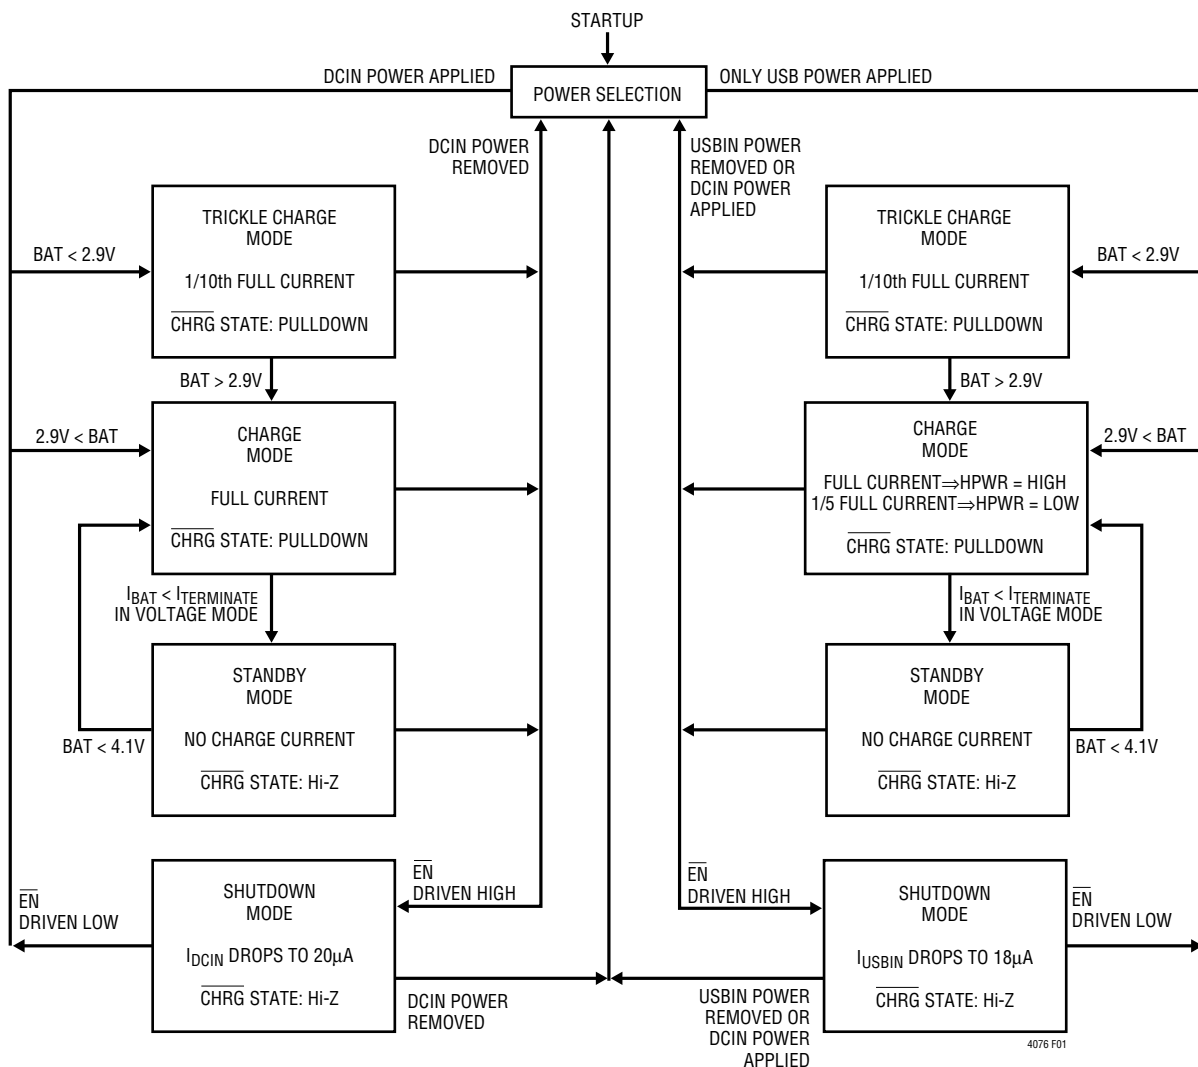 STARTUP
DCIN POWER APPLIED
POWER SELECTION
ONLY USB POWER APPLIED
DCIN POWER
REMOVED
USBIN POWER
REMOVED OR
DCIN POWER
APPLIED
TRICKLE CHARGE
MODE
1/10th FULL CURRENT
CHRG STATE: PULLDOWN
BAT < 2.9V
BAT > 2.9V
2.9V < BAT
CHARGE
MODE
FULL CURRENT
CHRG STATE: PULLDOWN
IBAT < ITERMINATE
IN VOLTAGE MODE
STANDBY
MODE
NO CHARGE CURRENT
CHRG STATE: Hi-Z
BAT < 4.1V
EN
DRIVEN LOW
SHUTDOWN
MODE
IDCIN DROPS TO 20µA
CHRG STATE: Hi-Z
EN
DRIVEN HIGH
DCIN POWER
REMOVED
TRICKLE CHARGE
MODE
1/10th FULL CURRENT
CHRG STATE: PULLDOWN
BAT < 2.9V
BAT > 2.9V
2.9V < BAT
CHARGE
MODE
FULL CURRENT⇒HPWR = HIGH
1/5 FULL CURRENT⇒HPWR = LOW
CHRG STATE: PULLDOWN
IBAT < ITERMINATE
IN VOLTAGE MODE
STANDBY
MODE
NO CHARGE CURRENT
CHRG STATE: Hi-Z
BAT < 4.1V
EN
DRIVEN HIGH
SHUTDOWN
MODE
IUSBIN DROPS TO 18µA
CHRG STATE: Hi-Z
EN
DRIVEN LOW
USBIN POWER
REMOVED OR
DCIN POWER
APPLIED
4076 F01